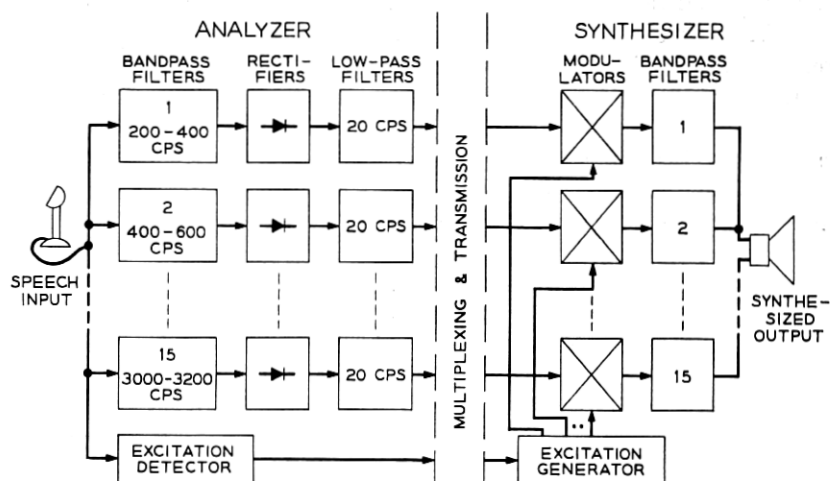 ANALYZER
SYNTHESIZER
BANDPASS
FILTERS
RECTI-
FIERS
LOW-PASS
FILTERS
MODU-
LATORS
BANDPASS
FILTERS
1
200-400
CPS
20 CPS
1
2
400-600
CPS
20 CPS
2
SPEECH
INPUT
MULTIPLEXING & TRANSMISSION
SYNTHE-
SIZED
OUTPUT
15
3000-3200
CPS
20 CPS
15
EXCITATION
DETECTOR
EXCITATION
GENERATOR